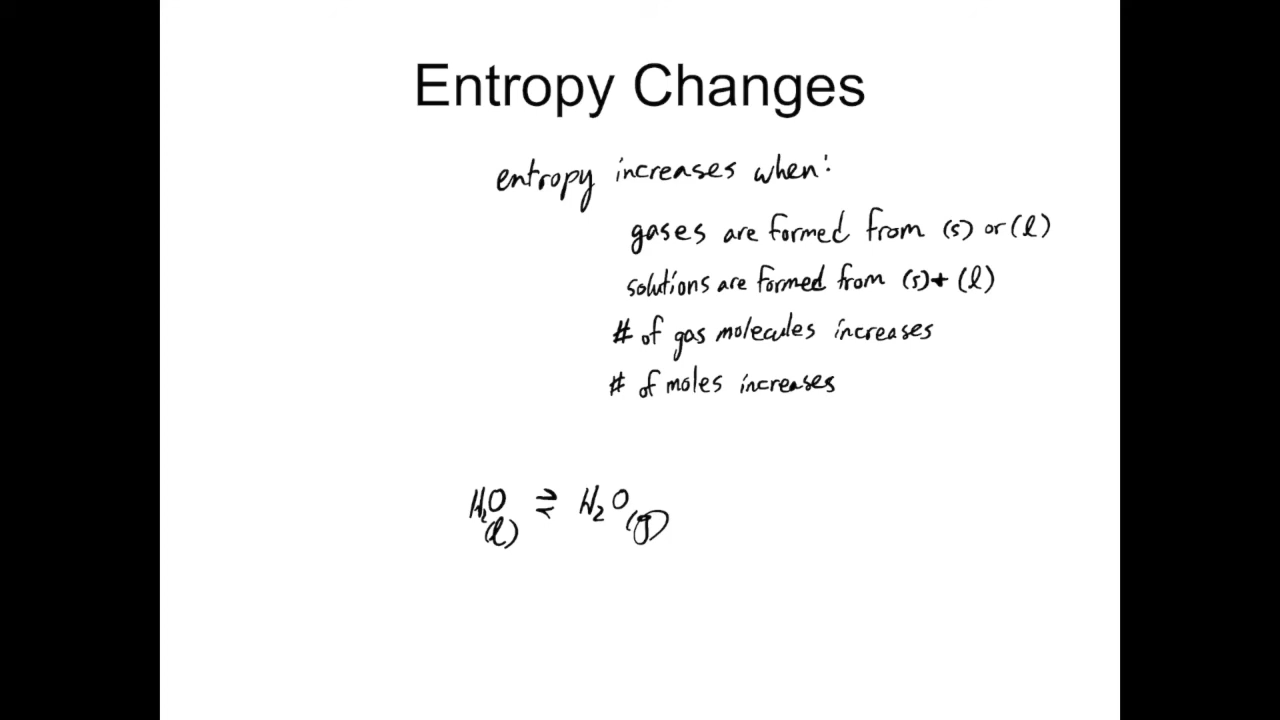 Entropy Changes
entropy increases when:
gases are formed from (s) or (l)
solutions are formed from (s) + (l)
# of gas molecules increases
# of moles increases
H₂O(l) ⇌ H₂O(g)